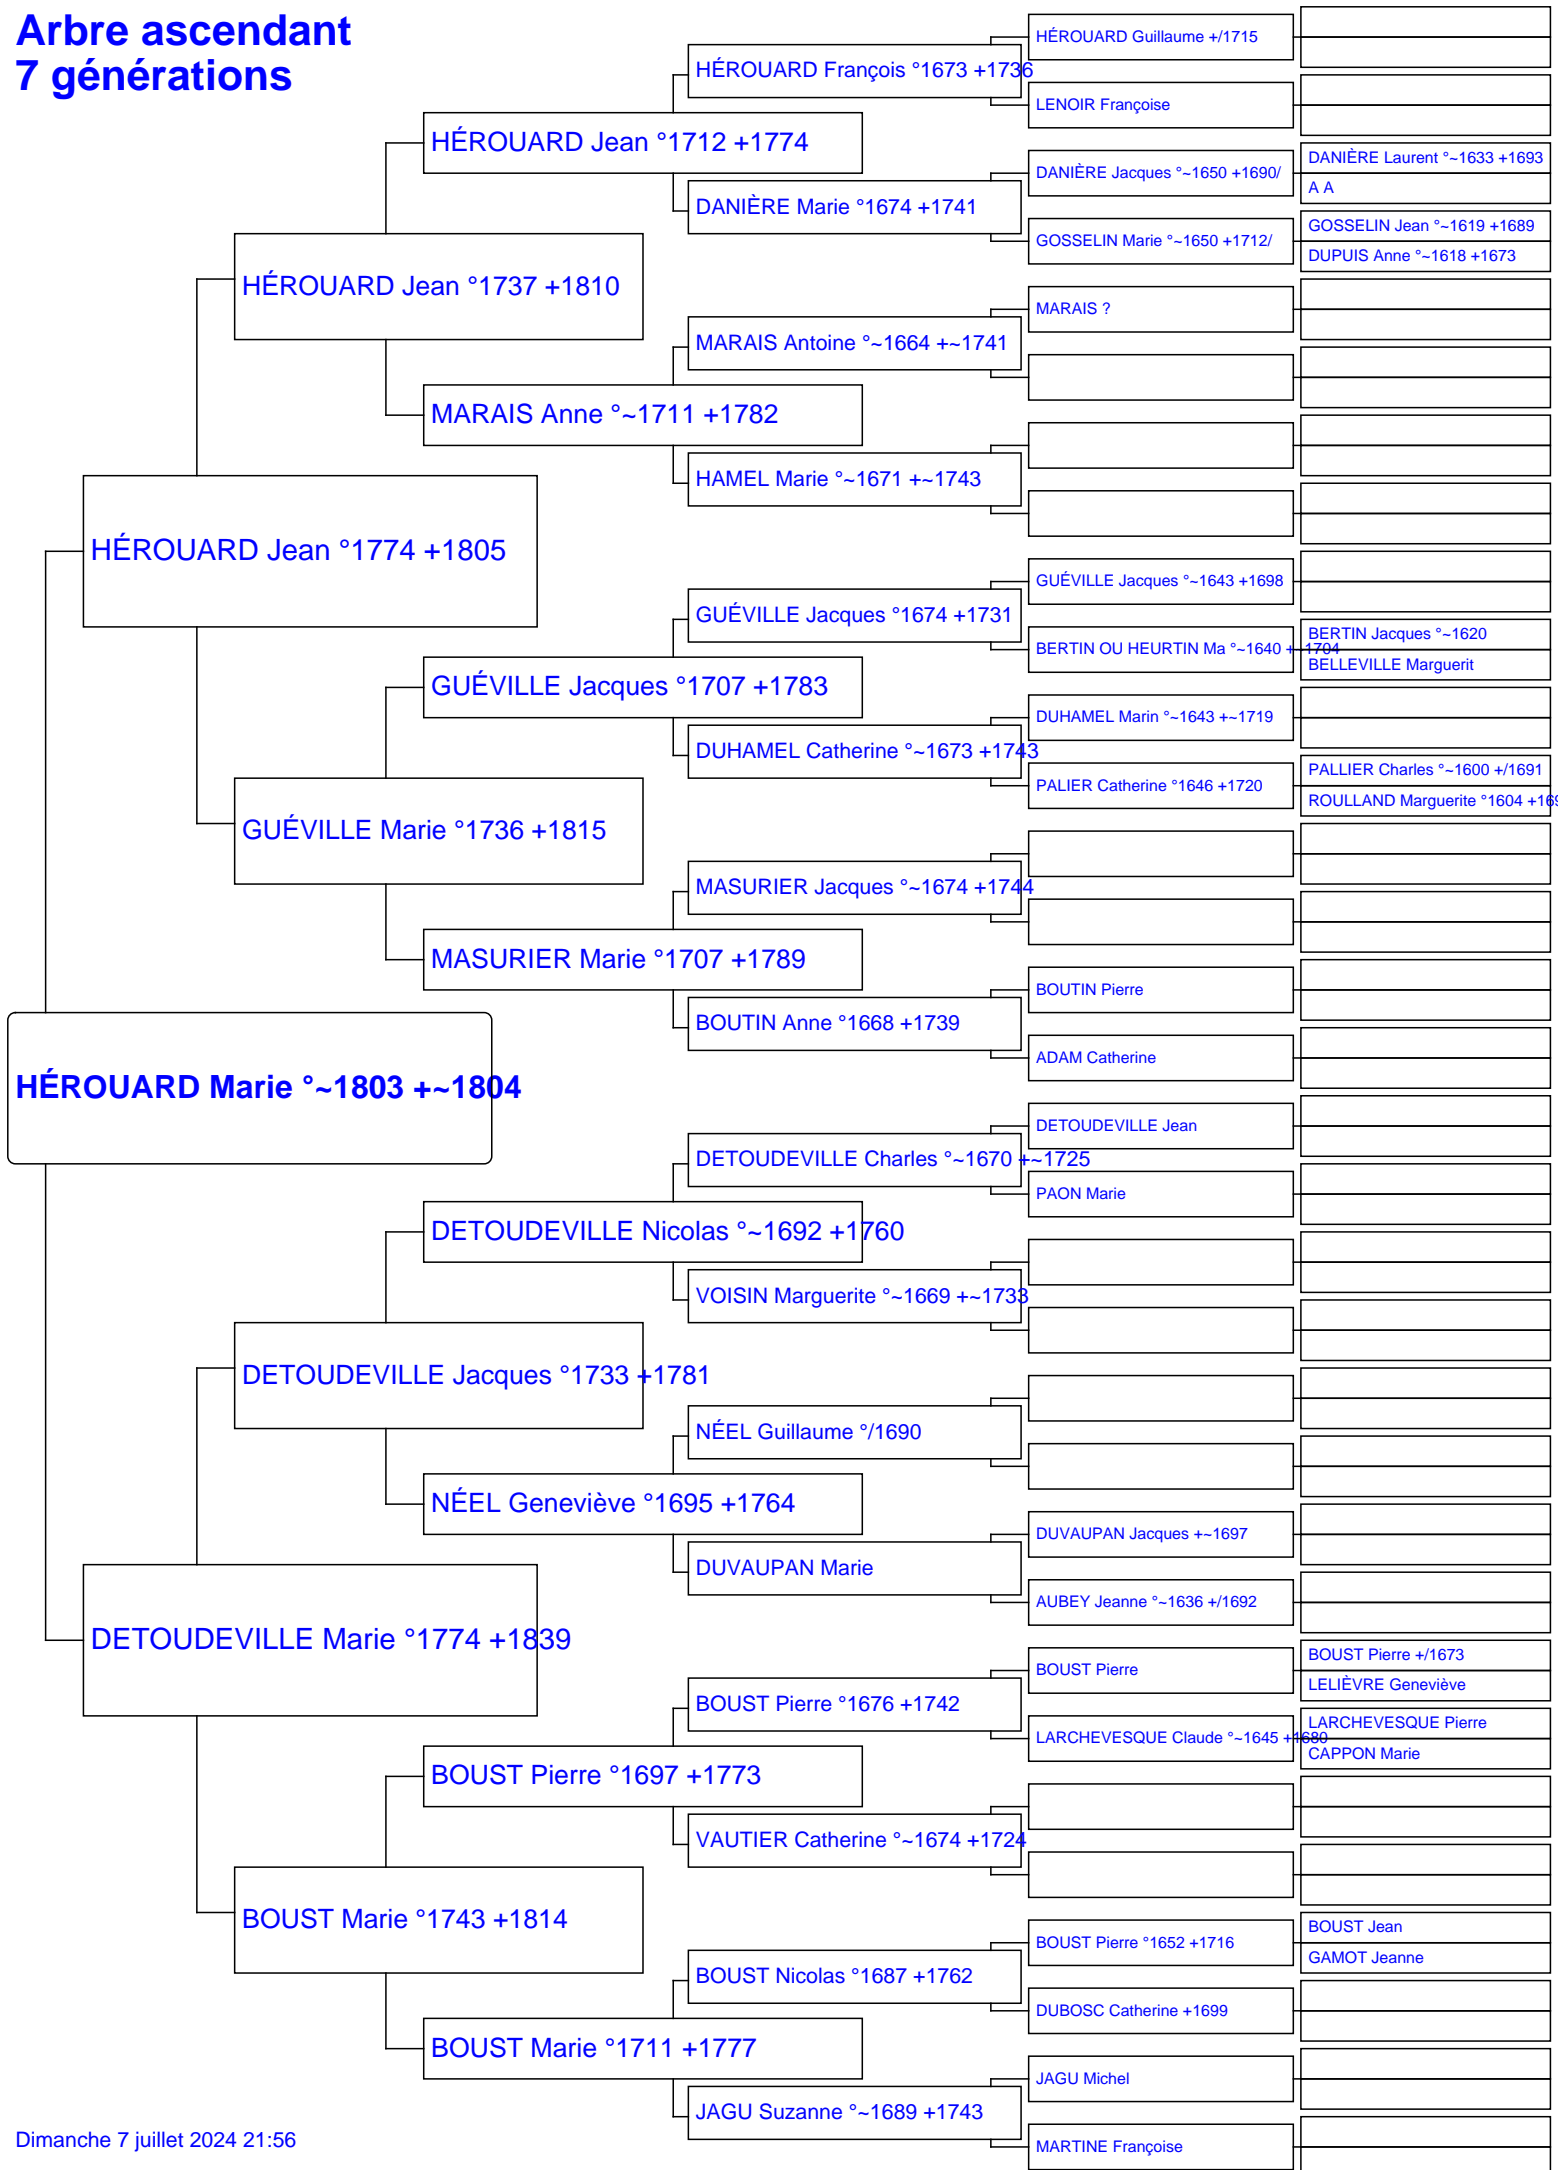 Arbre ascendant
7 générations
HÉROUARD Guillaume +/1715
HÉROUARD François °1673 +1736
LENOIR Françoise
HÉROUARD Jean °1712 +1774
DANIÈRE Laurent °~1633 +1693
DANIÈRE Jacques °~1650 +1690/
A A
DANIÈRE Marie °1674 +1741
GOSSELIN Jean °~1619 +1689
GOSSELIN Marie °~1650 +1712/
DUPUIS Anne °~1618 +1673
HÉROUARD Jean °1737 +1810
MARAIS ?
MARAIS Antoine °~1664 +~1741
MARAIS Anne °~1711 +1782
HAMEL Marie °~1671 +~1743
HÉROUARD Jean °1774 +1805
GUÉVILLE Jacques °~1643 +1698
GUÉVILLE Jacques °1674 +1731
BERTIN Jacques °~1620
BERTIN OU HEURTIN Ma °~1640 +~1704
BELLEVILLE Marguerit
GUÉVILLE Jacques °1707 +1783
DUHAMEL Marin °~1643 +~1719
DUHAMEL Catherine °~1673 +1743
PALLIER Charles °~1600 +/1691
PALIER Catherine °1646 +1720
ROULLAND Marguerite °1604 +169
GUÉVILLE Marie °1736 +1815
MASURIER Jacques °~1674 +1744
MASURIER Marie °1707 +1789
BOUTIN Pierre
BOUTIN Anne °1668 +1739
ADAM Catherine
HÉROUARD Marie °~1803 +~1804
DETOUDEVILLE Jean
DETOUDEVILLE Charles °~1670 +~1725
PAON Marie
DETOUDEVILLE Nicolas °~1692 +1760
VOISIN Marguerite °~1669 +~1733
DETOUDEVILLE Jacques °1733 +1781
NÉEL Guillaume °/1690
NÉEL Geneviève °1695 +1764
DUVAUPAN Jacques +~1697
DUVAUPAN Marie
AUBEY Jeanne °~1636 +/1692
DETOUDEVILLE Marie °1774 +1839
BOUST Pierre +/1673
BOUST Pierre
LELIÈVRE Geneviève
BOUST Pierre °1676 +1742
LARCHEVESQUE Pierre
LARCHEVESQUE Claude °~1645 +1680
CAPPON Marie
BOUST Pierre °1697 +1773
VAUTIER Catherine °~1674 +1724
BOUST Marie °1743 +1814
BOUST Jean
BOUST Pierre °1652 +1716
GAMOT Jeanne
BOUST Nicolas °1687 +1762
DUBOSC Catherine +1699
BOUST Marie °1711 +1777
JAGU Michel
JAGU Suzanne °~1689 +1743
MARTINE Françoise
Dimanche 7 juillet 2024 21:56